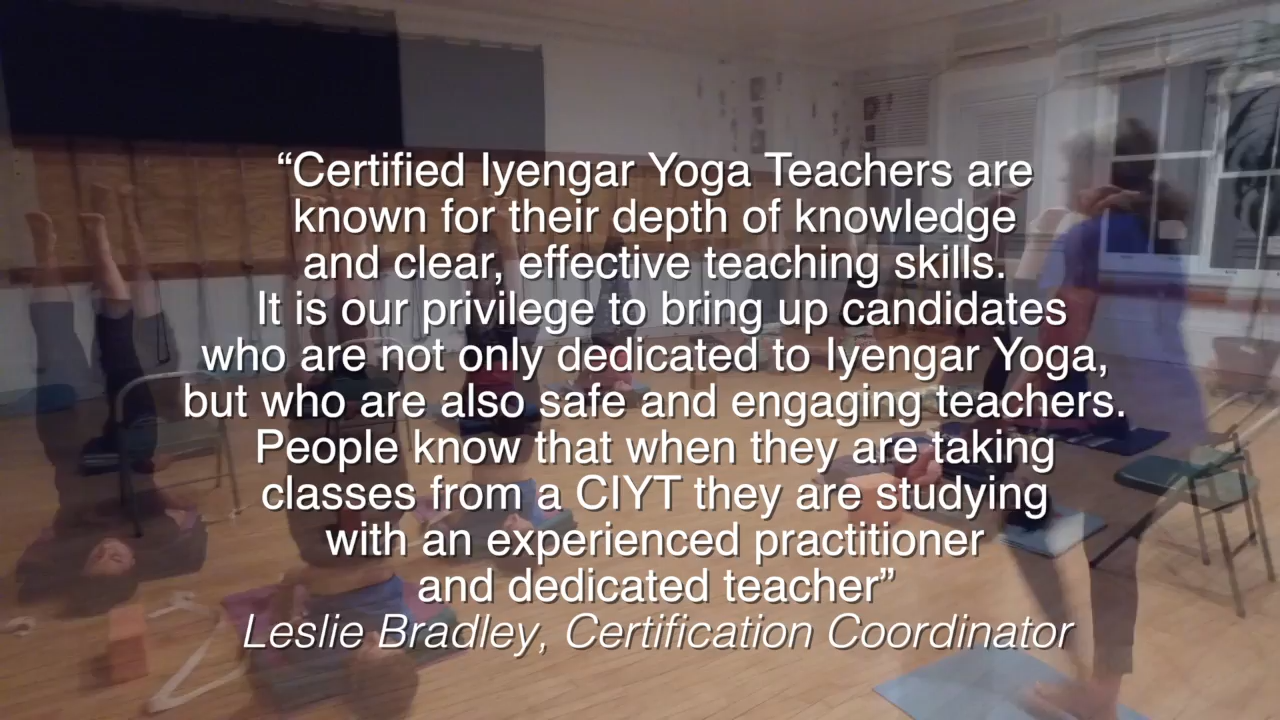 “Certified Iyengar Yoga Teachers are
known for their depth of knowledge
and clear, effective teaching skills.
It is our privilege to bring up candidates
who are not only dedicated to Iyengar Yoga,
but who are also safe and engaging teachers.
People know that when they are taking
classes from a CIYT they are studying
with an experienced practitioner
and dedicated teacher”
Leslie Bradley, Certification Coordinator